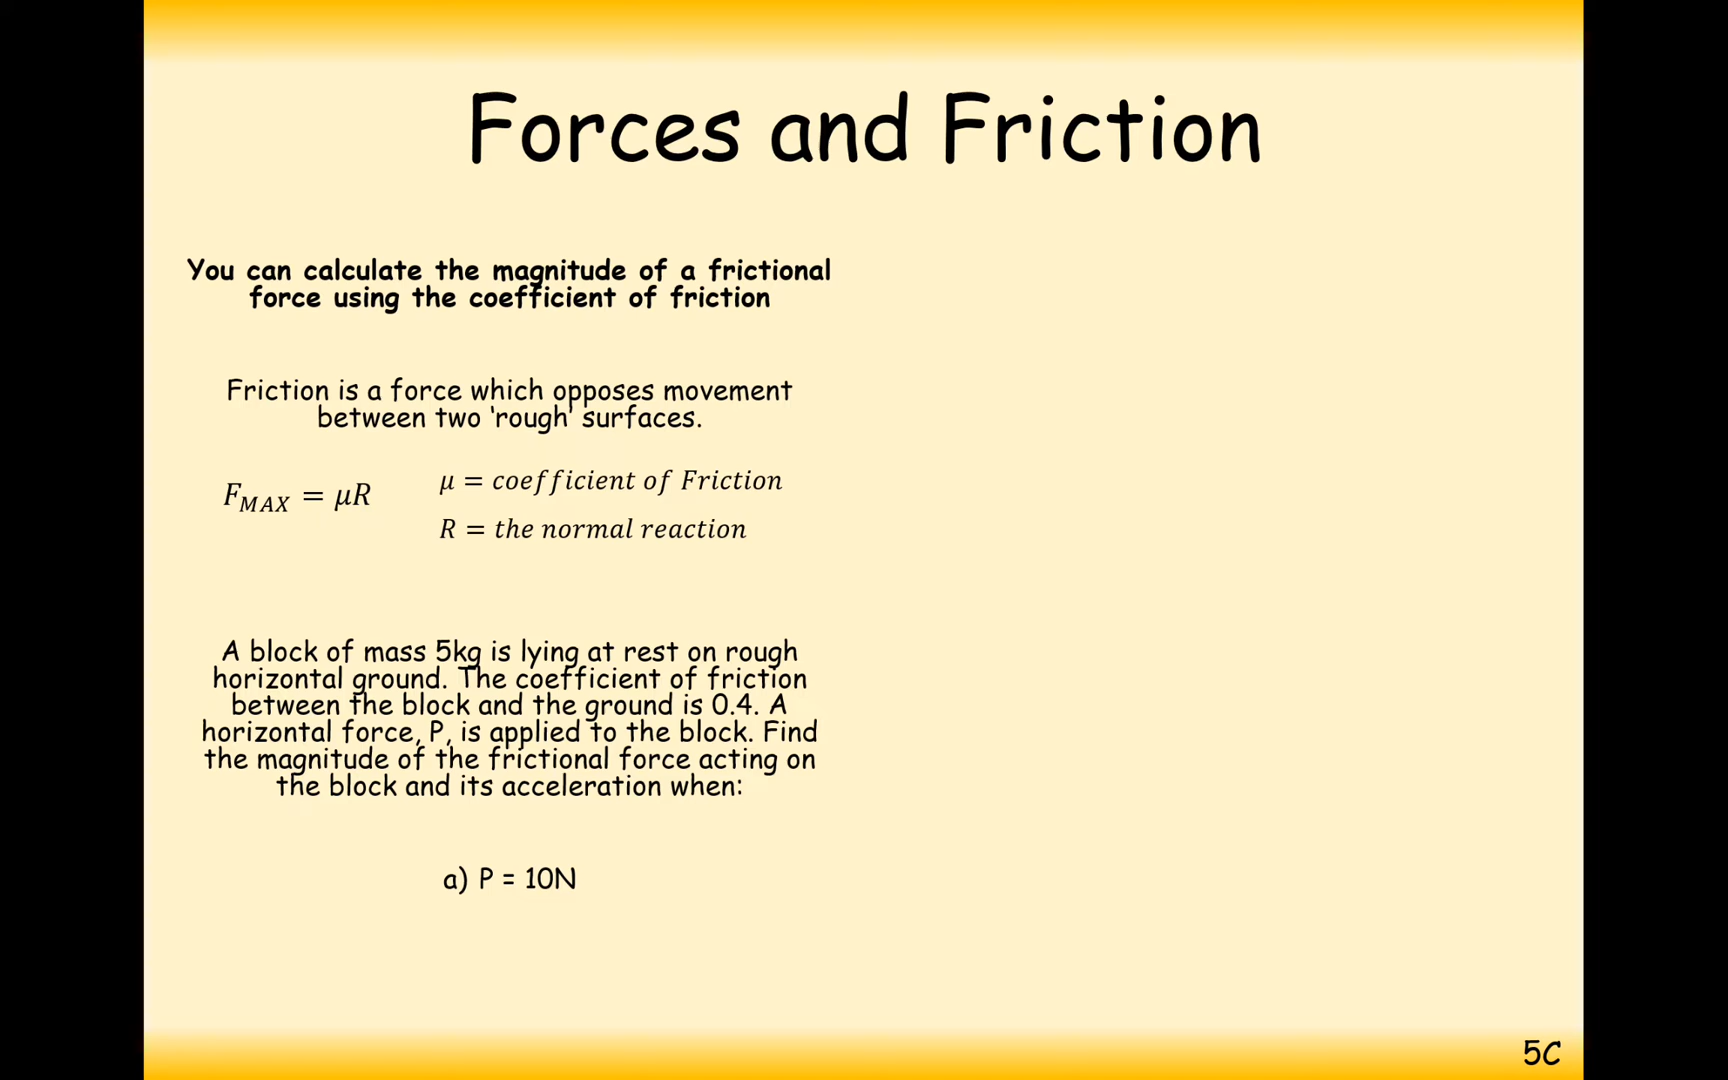 Forces and Friction
You can calculate the magnitude of a frictional
force using the coefficient of friction
Friction is a force which opposes movement
between two ‘rough’ surfaces.
F_{MAX} = μR
μ = coefficient of Friction
R = the normal reaction
A block of mass 5kg is lying at rest on rough
horizontal ground. The coefficient of friction
between the block and the ground is 0.4. A
horizontal force, P, is applied to the block. Find
the magnitude of the frictional force acting on
the block and its acceleration when:
a) P = 10N
5C